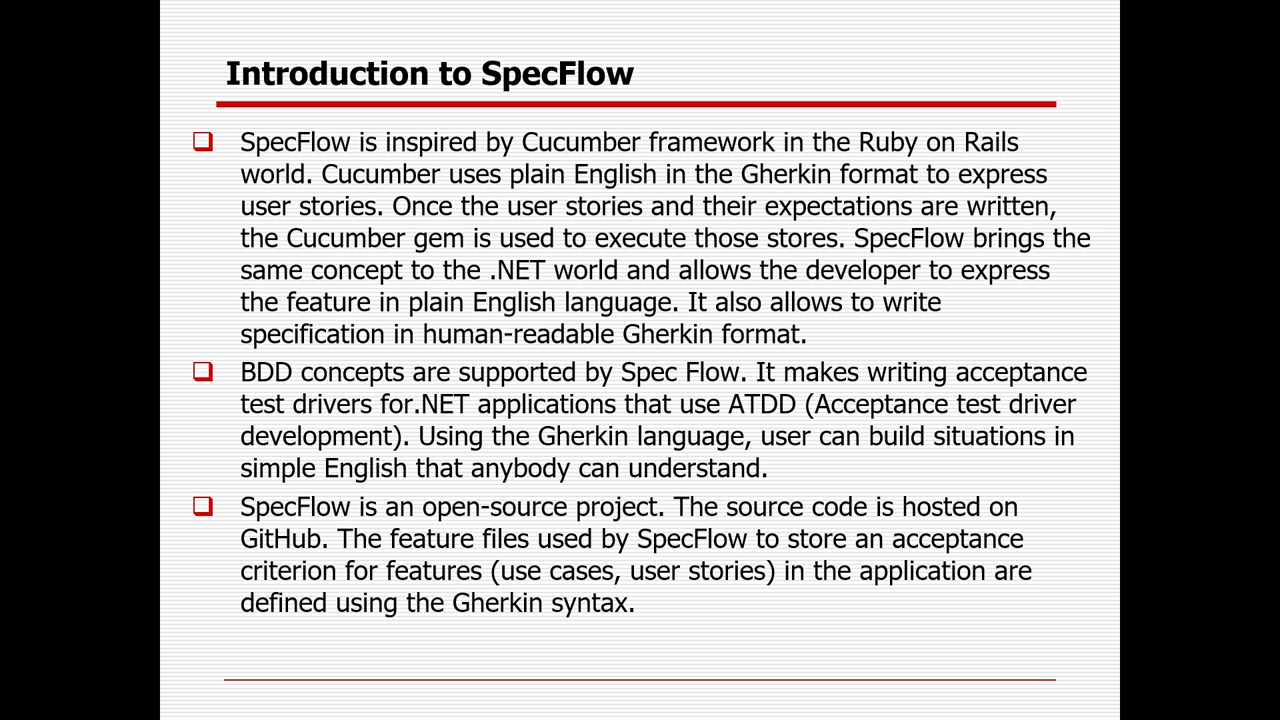 Introduction to SpecFlow
SpecFlow is inspired by Cucumber framework in the Ruby on Rails
world. Cucumber uses plain English in the Gherkin format to express
user stories. Once the user stories and their expectations are written,
the Cucumber gem is used to execute those stores. SpecFlow brings the
same concept to the .NET world and allows the developer to express
the feature in plain English language. It also allows to write
specification in human-readable Gherkin format.
BDD concepts are supported by Spec Flow. It makes writing acceptance
test drivers for.NET applications that use ATDD (Acceptance test driver
development). Using the Gherkin language, user can build situations in
simple English that anybody can understand.
SpecFlow is an open-source project. The source code is hosted on
GitHub. The feature files used by SpecFlow to store an acceptance
criterion for features (use cases, user stories) in the application are
defined using the Gherkin syntax.